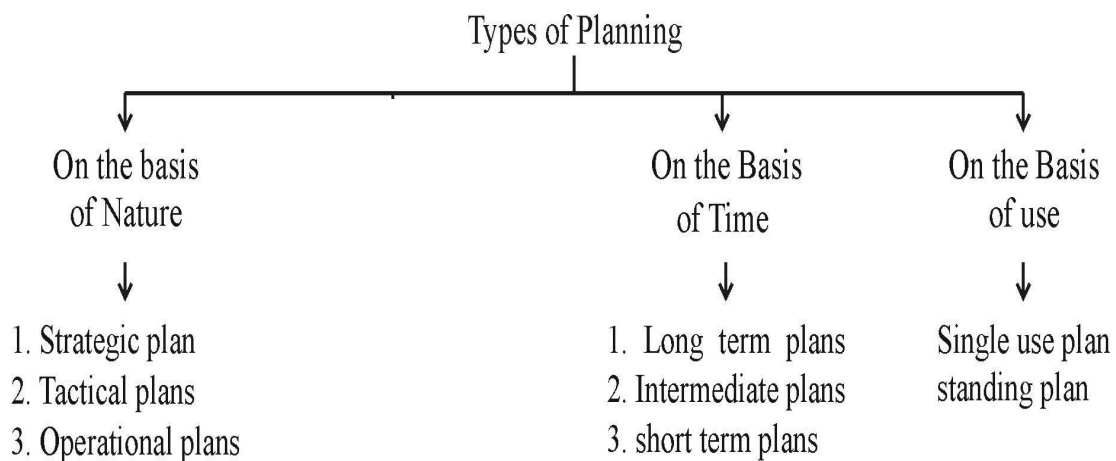 Types of Planning
On the basis
of Nature
1. Strategic plan
2. Tactical plans
3. Operational plans
On the Basis
of Time
1. Long term plans
2. Intermediate plans
3. short term plans
On the Basis
of use
Single use plan
standing plan